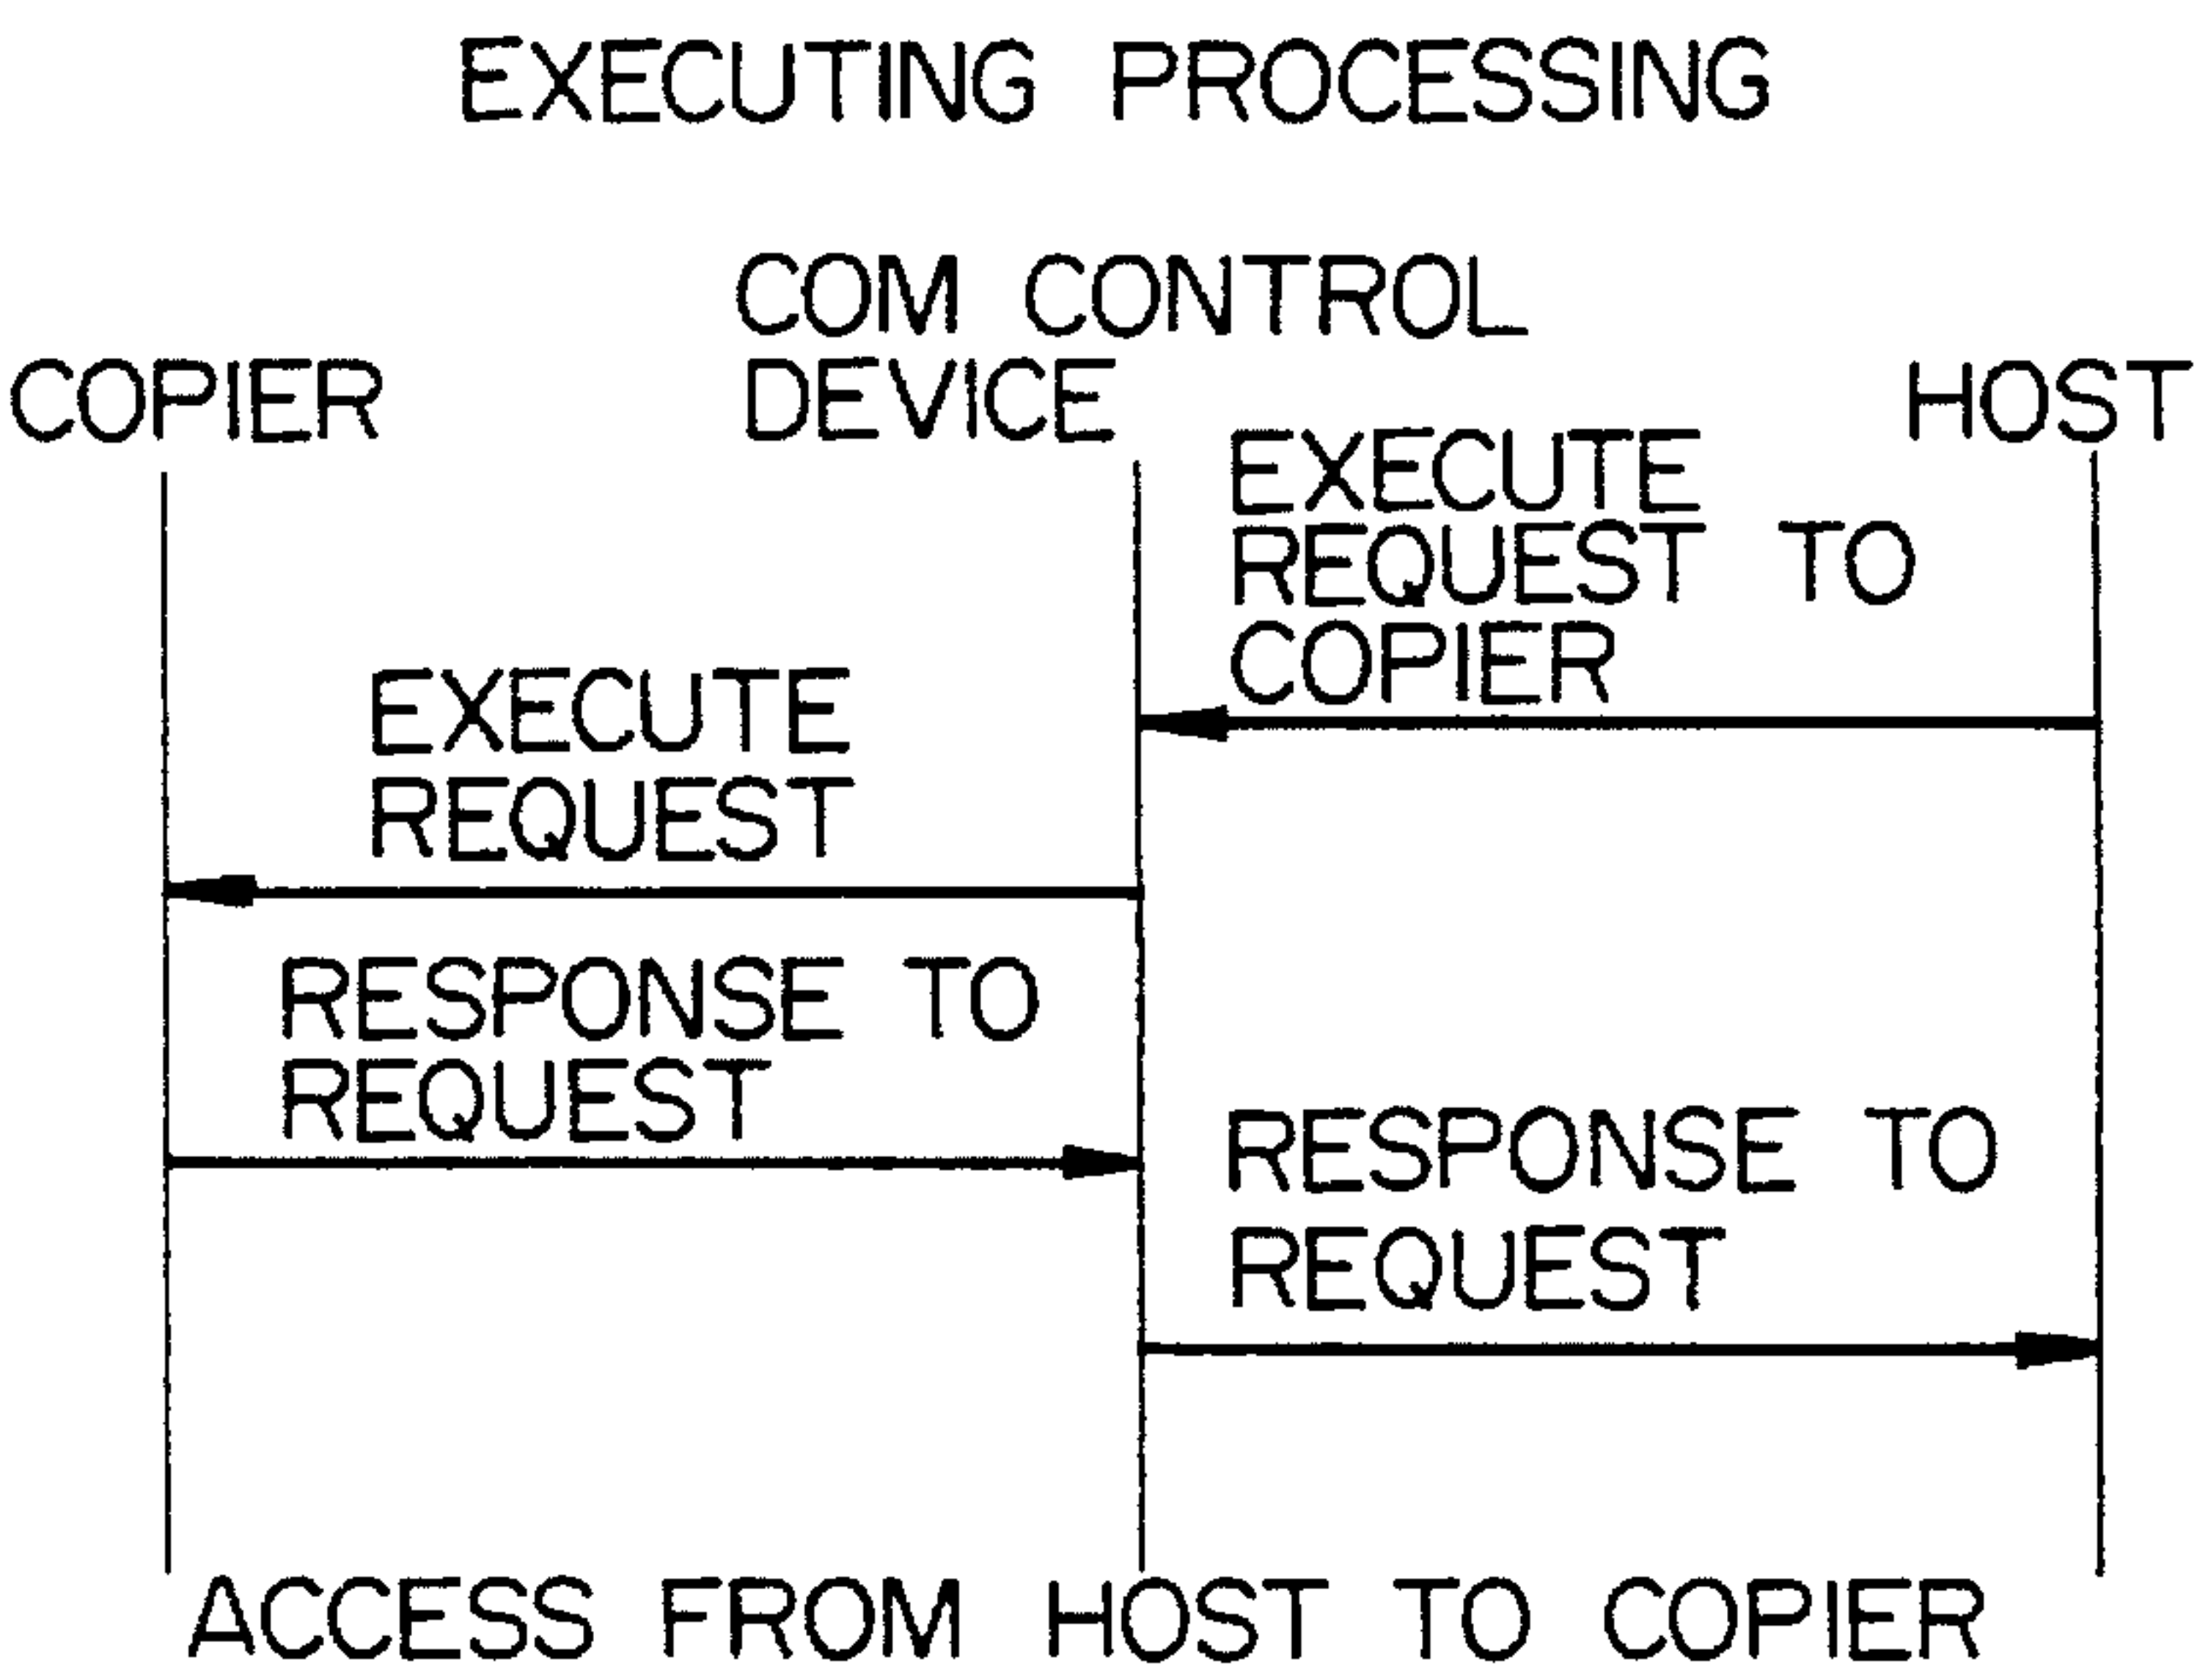 EXECUTING PROCESSING
COM CONTROL
DEVICE
COPIER
HOST
EXECUTE
REQUEST TO
COPIER
EXECUTE
REQUEST
RESPONSE TO
REQUEST
RESPONSE TO
REQUEST
ACCESS FROM HOST TO COPIER